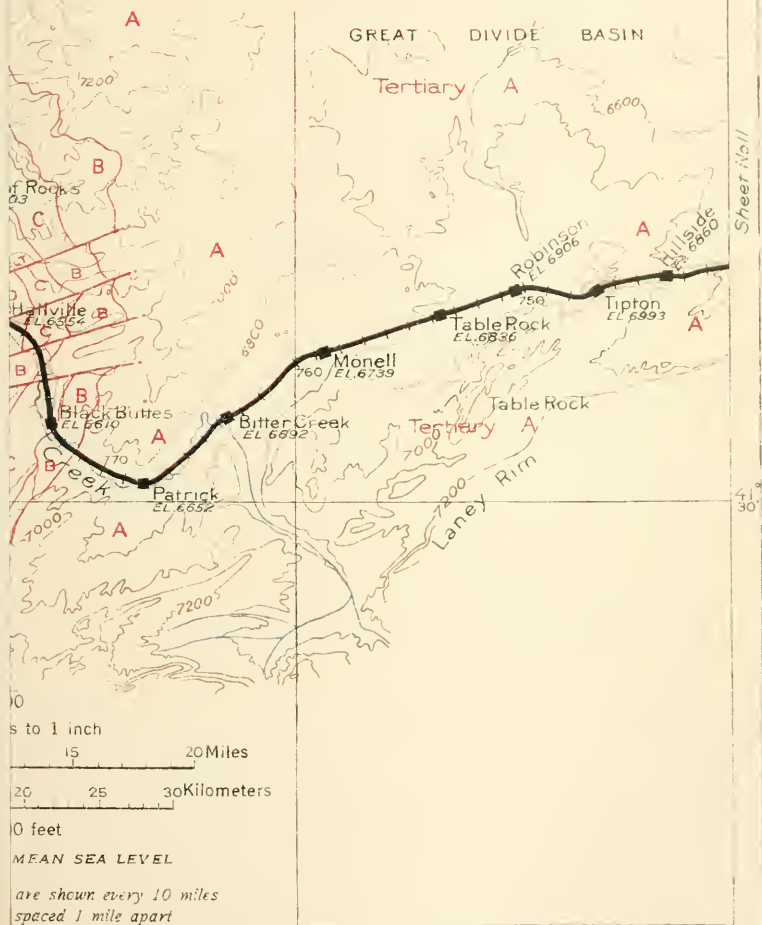 A
GREAT DIVIDE BASIN
7200
Tertiary A
6600
B
of Rocks
C
A
A
Sheet No. 11
Hillside
EL 6860
Robinson
EL 6906
B
C
B
Hallville
EL. 6554
C
B
750
Tipton
EL 6993
A
Table Rock
EL 6836
6800
B
760
Monell
EL. 6739
B
Black Buttes
EL 6610
Table Rock
A
Bitter Creek
EL 6692
Tertiary A
7000
770
Creek
B
Patrick
EL. 6652
7200
Laney Rim
41°
30'
7000
A
7200
s to 1 inch
15 20 Miles
20 25 30 Kilometers
0 feet
MEAN SEA LEVEL
are shown every 10 miles
spaced 1 mile apart